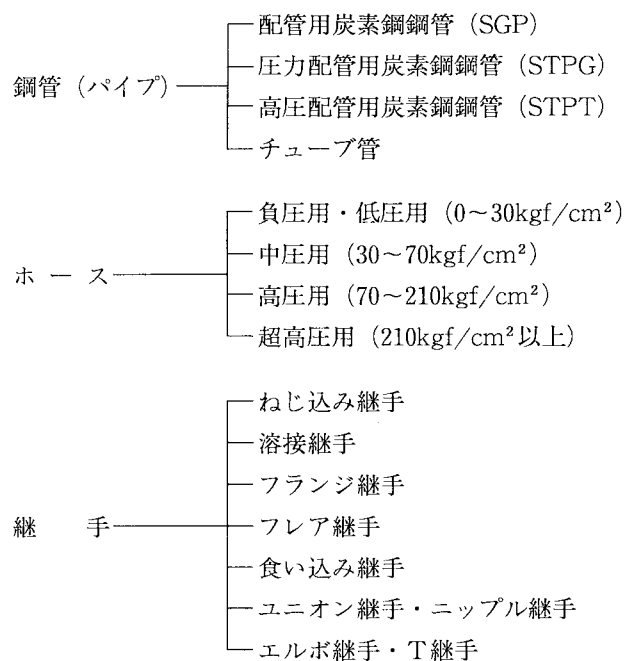 鋼管(パイプ)
配管用炭素鋼鋼管(SGP)
圧力配管用炭素鋼鋼管(STPG)
高圧配管用炭素鋼鋼管(STPT)
チューブ管
ホース
負圧用・低圧用(0~30kgf/cm²)
中圧用(30~70kgf/cm²)
高圧用(70~210kgf/cm²)
超高圧用(210kgf/cm²以上)
継手
ねじ込み継手
溶接継手
フランジ継手
フレア継手
食い込み継手
ユニオン継手・ニップル継手
エルボ継手・T継手